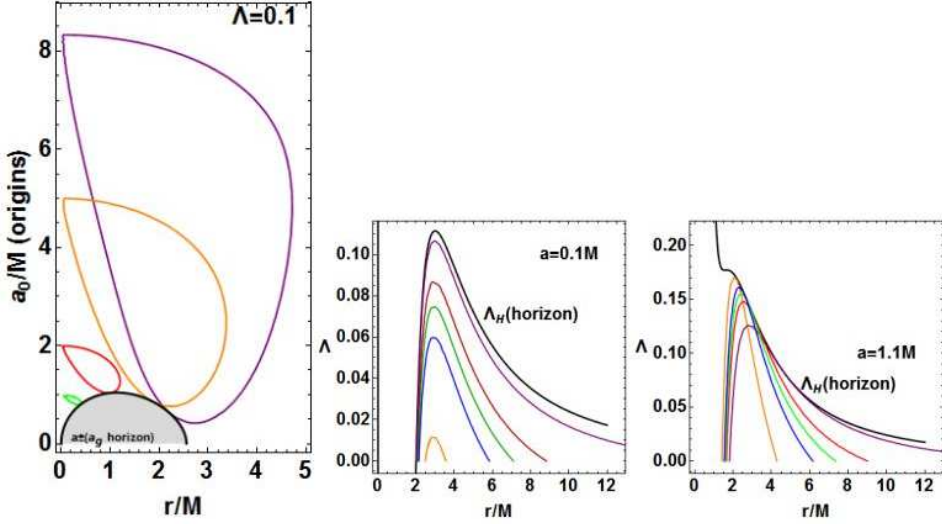 Λ=0.1
a₀/M (origins)
8
6
4
2
0
a±(a_g horizon)
0 1 2 3 4 5
r/M
Λ
0.10
0.08
0.06
0.04
0.02
0.00
a=0.1M
Λ_H(horizon)
0 2 4 6 8 10 12
r/M
Λ
0.20
0.15
0.10
0.05
0.00
a=1.1M
Λ_H(horizon)
0 2 4 6 8 10 12
r/M